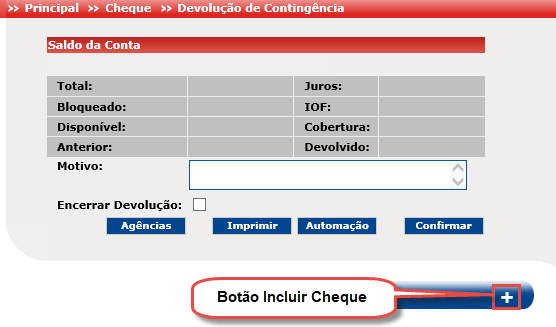 >> Principal >> Cheque >> Devolução de Contingência
Saldo da Conta
Total: Juros:
Bloqueado: IOF:
Disponível: Cobertura:
Anterior: Devolvido:
Motivo:
Encerrar Devolução:
Agências Imprimir Automação Confirmar
Botão Incluir Cheque +